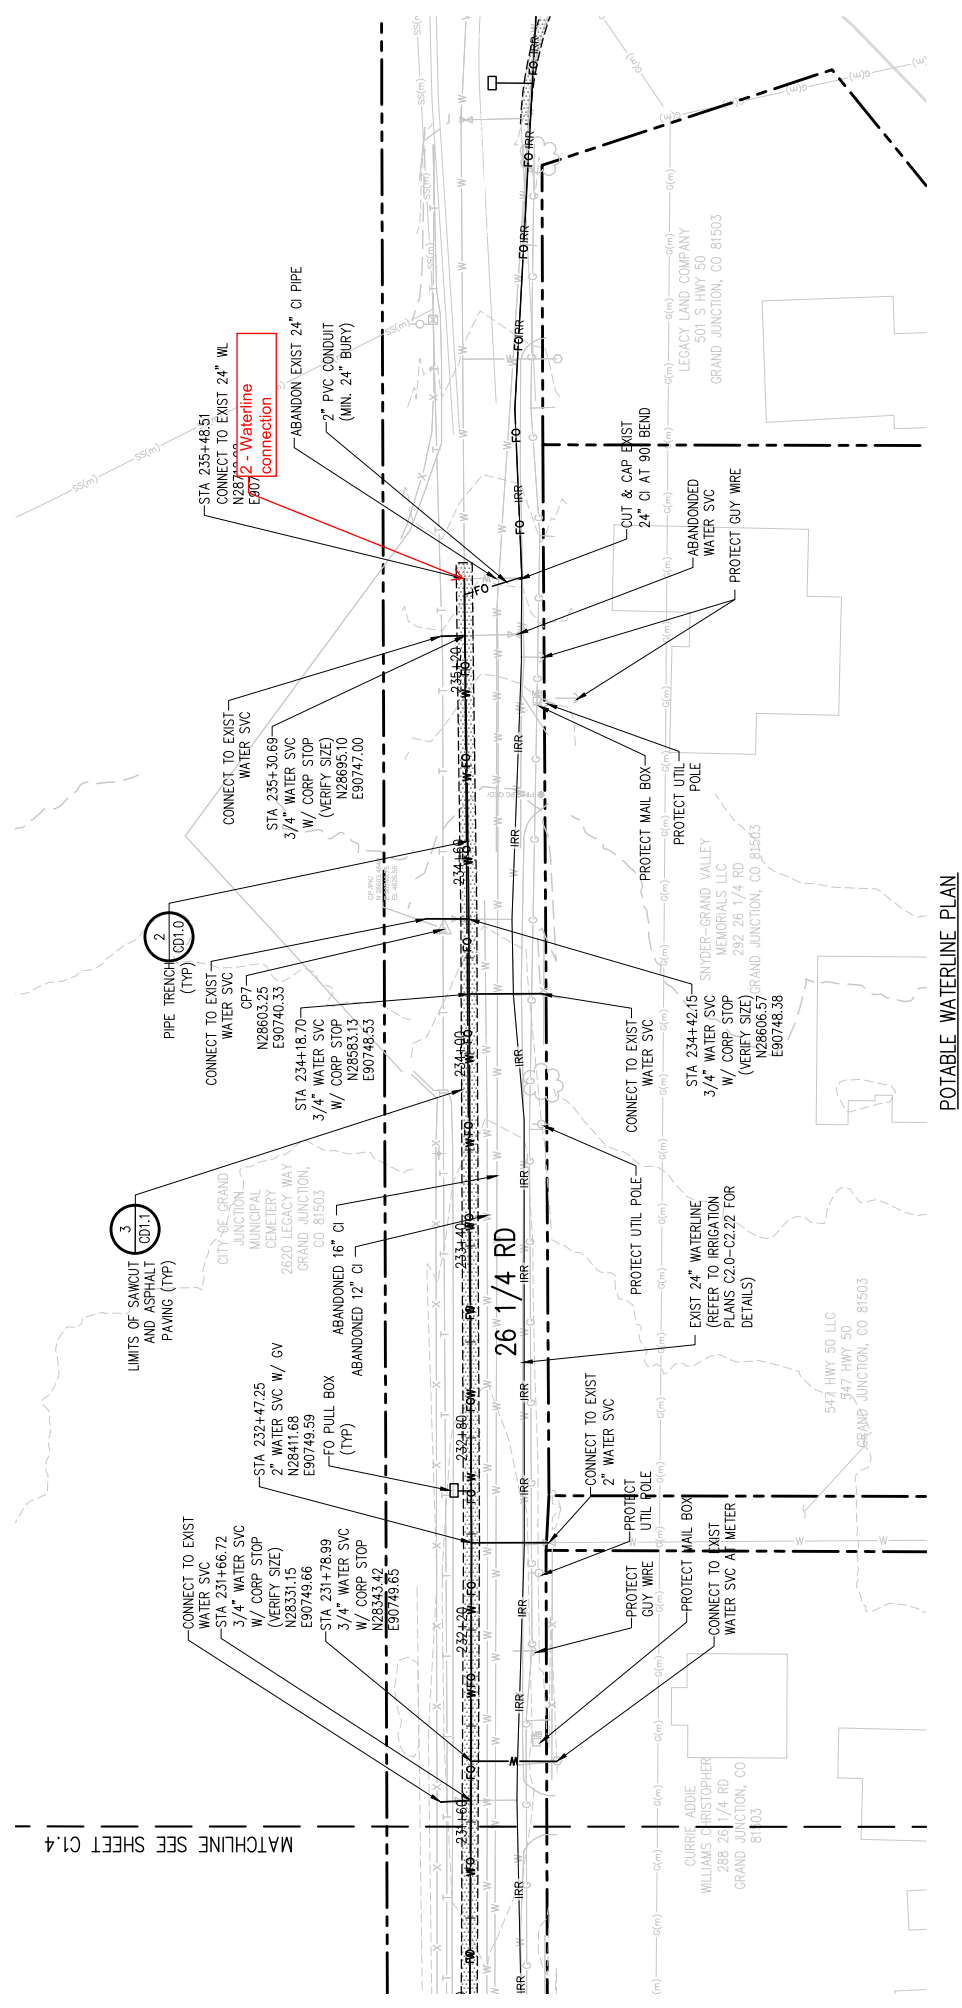 STA 235+48.51
CONNECT TO EXIST 24" WL
2 - Waterline
connection
ABANDON EXIST 24" CI PIPE
2" PVC CONDUIT
(MIN. 24" BURY)
CUT & CAP EXIST
24" CI AT 90 BEND
ABANDONDED
WATER SVC
PROTECT GUY WIRE
LEGACY LAND COMPANY
501 S HWY 50
GRAND JUNCTION, CO 81503
CONNECT TO EXIST
WATER SVC
STA 235+30.69
3/4" WATER SVC
W/ CORP STOP
(VERIFY SIZE)
N28695.10
E90747.00
PROTECT MAIL BOX
PROTECT UTIL
POLE
SNYDER-GRAND VALLEY
MEMORIALS LLC
292 26 1/4 RD
GRAND JUNCTION, CO 81503
2
CD1.0
PIPE TRENCH
(TYP)
CONNECT TO EXIST
WATER SVC
CP7
N28603.25
E90740.33
STA 234+18.70
3/4" WATER SVC
W/ CORP STOP
N28583.13
E90748.53
CONNECT TO EXIST
WATER SVC
STA 234+42.15
3/4" WATER SVC
W/ CORP STOP
(VERIFY SIZE)
N28606.57
E90748.38
3
CD1.1
LIMITS OF SAWCUT
AND ASPHALT
PAVING (TYP)
CITY OF GRAND
JUNCTION
MUNICIPAL
CEMETERY
2620 LEGACY WAY
GRAND JUNCTION,
CO 81503
ABANDONED 16" CI
ABANDONED 12" CI
26 1/4 RD
PROTECT UTIL POLE
EXIST 24" WATERLINE
(REFER TO IRRIGATION
PLANS C2.0-C2.22 FOR
DETAILS)
547 HWY 50 LLC
547 HWY 50
GRAND JUNCTION, CO 81503
STA 232+47.25
2" WATER SVC W/ GV
N28411.68
E90749.59
FO PULL BOX
(TYP)
CONNECT TO EXIST
2" WATER SVC
PROTECT
UTIL POLE
PROTECT
GUY WIRE
PROTECT MAIL BOX
CONNECT TO EXIST
WATER SVC AT METER
CONNECT TO EXIST
WATER SVC
STA 231+66.72
3/4" WATER SVC
W/ CORP STOP
(VERIFY SIZE)
N28331.15
E90749.66
STA 231+78.99
3/4" WATER SVC
W/ CORP STOP
N28343.42
E90749.65
235+20
234+60
234+00
233+40
232+80
232+20
231+60
CURRIE ADDIE
WILLIAMS CHRISTOPHER
288 26 1/4 RD
GRAND JUNCTION, CO
81503
MATCHLINE SEE SHEET C1.4
POTABLE WATERLINE PLAN